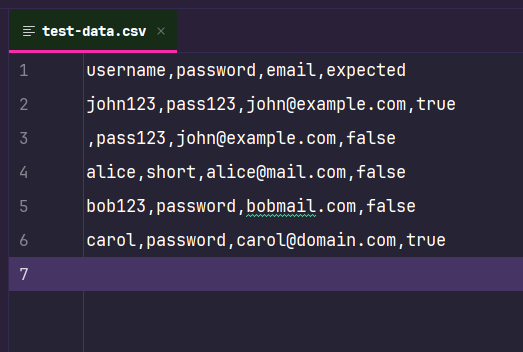 test-data.csv ×
1 username,password,email,expected
2 john123,pass123,john@example.com,true
3 ,pass123,john@example.com,false
4 alice,short,alice@mail.com,false
5 bob123,password,bobmail.com,false
6 carol,password,carol@domain.com,true
7